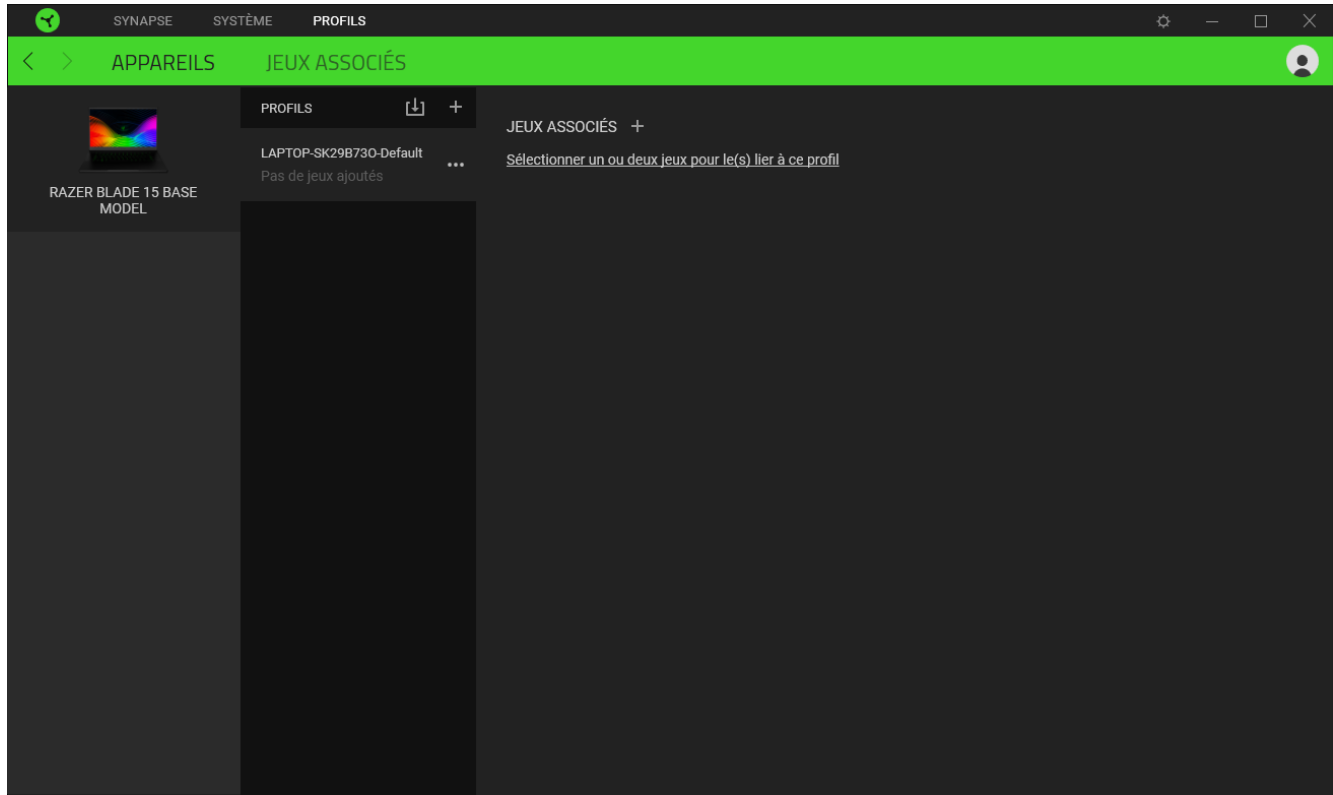 SYNAPSE SYSTÈME PROFILS
APPAREILS JEUX ASSOCIÉS
RAZER BLADE 15 BASE
MODEL
PROFILS
LAPTOP-SK29B73O-Default
Pas de jeux ajoutés
JEUX ASSOCIÉS
Sélectionner un ou deux jeux pour le(s) lier à ce profil